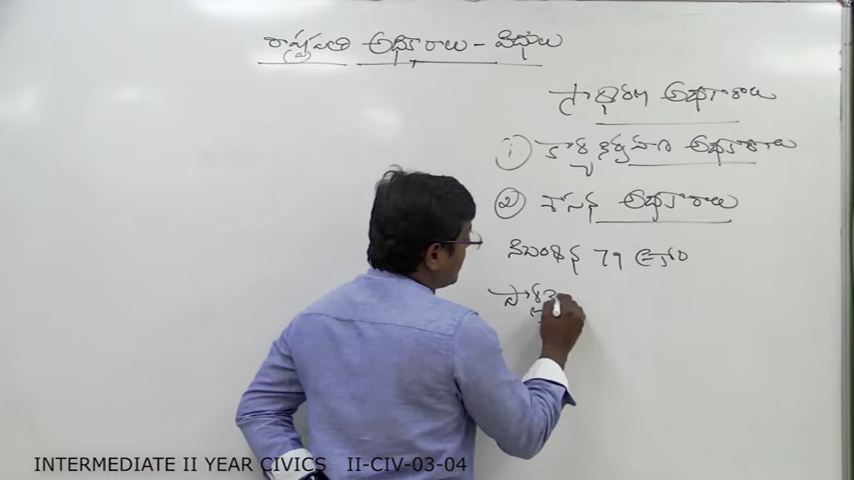 రాష్ట్రపతి అధికారాలు - విధులు
సాధారణ అధికారాలు
① కార్యనిర్వహణ అధికారాలు
② శాసన అధికారాలు
నిబంధన 79 ప్రకారం
INTERMEDIATE II YEAR CIVICS II-CIV-03-04